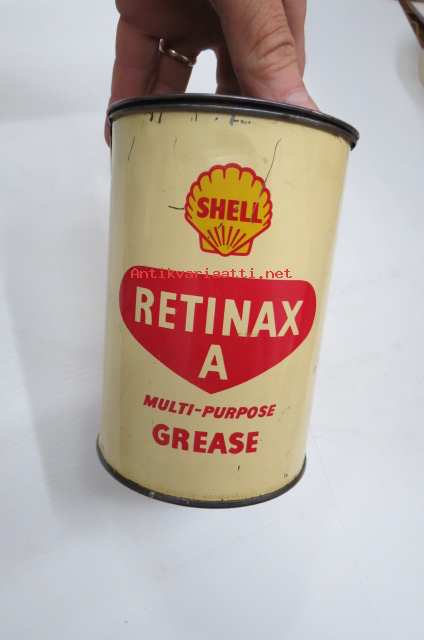 SHELL
Antikvariaatti.net
RETINAX
A
MULTI-PURPOSE
GREASE